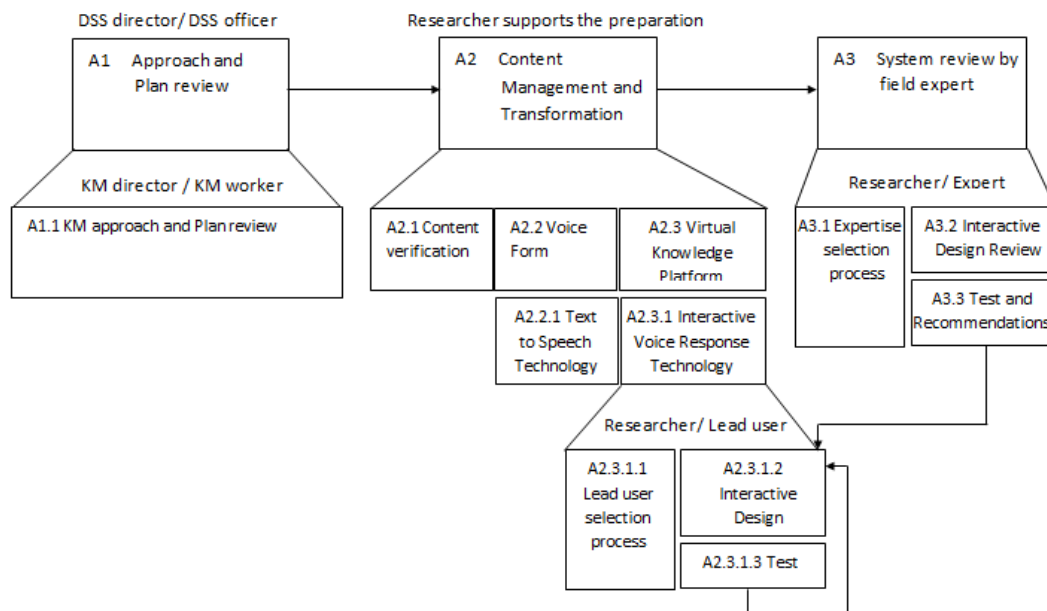 DSS director/ DSS officer
Researcher supports the preparation
A1 Approach and
Plan review
A2 Content
Management and
Transformation
A3 System review by
field expert
KM director / KM worker
A1.1 KM approach and Plan review
A2.1 Content
verification
A2.2 Voice
Form
A2.3 Virtual
Knowledge
Platform
A2.2.1 Text
to Speech
Technology
A2.3.1 Interactive
Voice Response
Technology
Researcher/ Expert
A3.1 Expertise
selection
process
A3.2 Interactive
Design Review
A3.3 Test and
Recommendations
Researcher/ Lead user
A2.3.1.1
Lead user
selection
process
A2.3.1.2
Interactive
Design
A2.3.1.3 Test